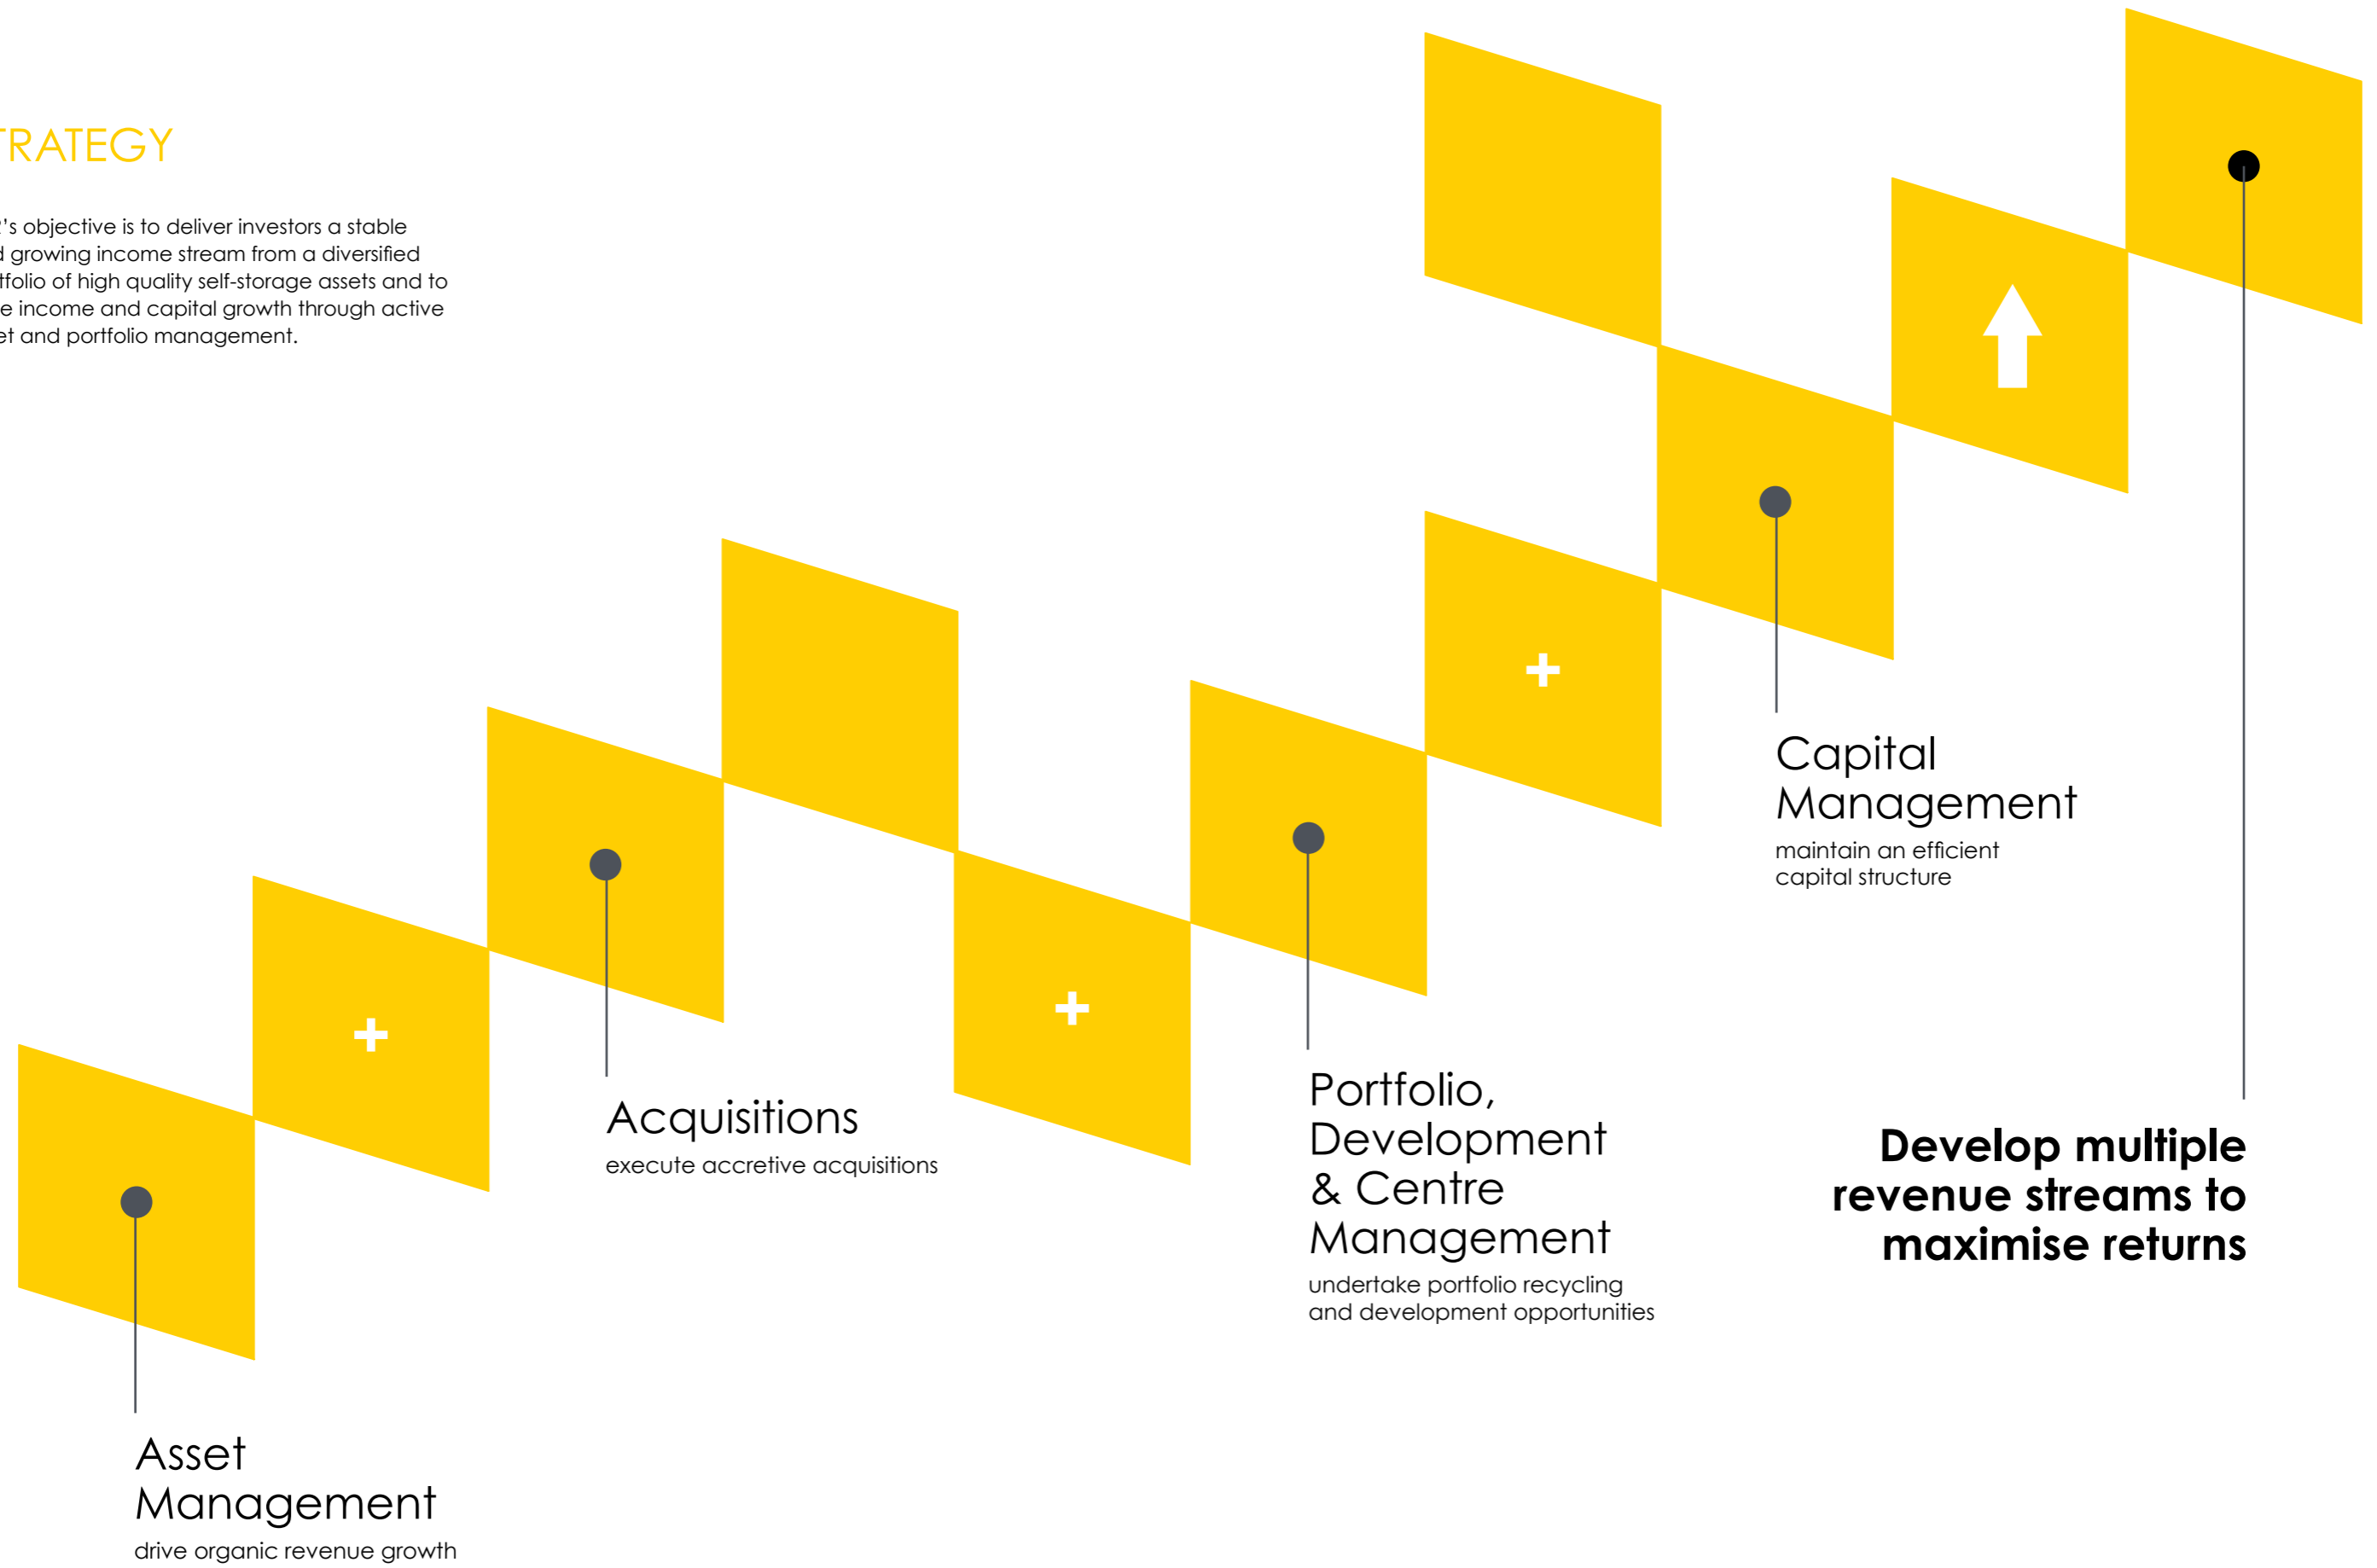 TRATEGY
's objective is to deliver investors a stable
growing income stream from a diversified
tfolio of high quality self-storage assets and to
income and capital growth through active
et and portfolio management.
Capital
Management
maintain an efficient
capital structure
Acquisitions
execute accretive acquisitions
Portfolio,
Development
& Centre
Management
undertake portfolio recycling
and development opportunities
Develop multiple
revenue streams to
maximise returns
Asset
Management
drive organic revenue growth
+
+
+